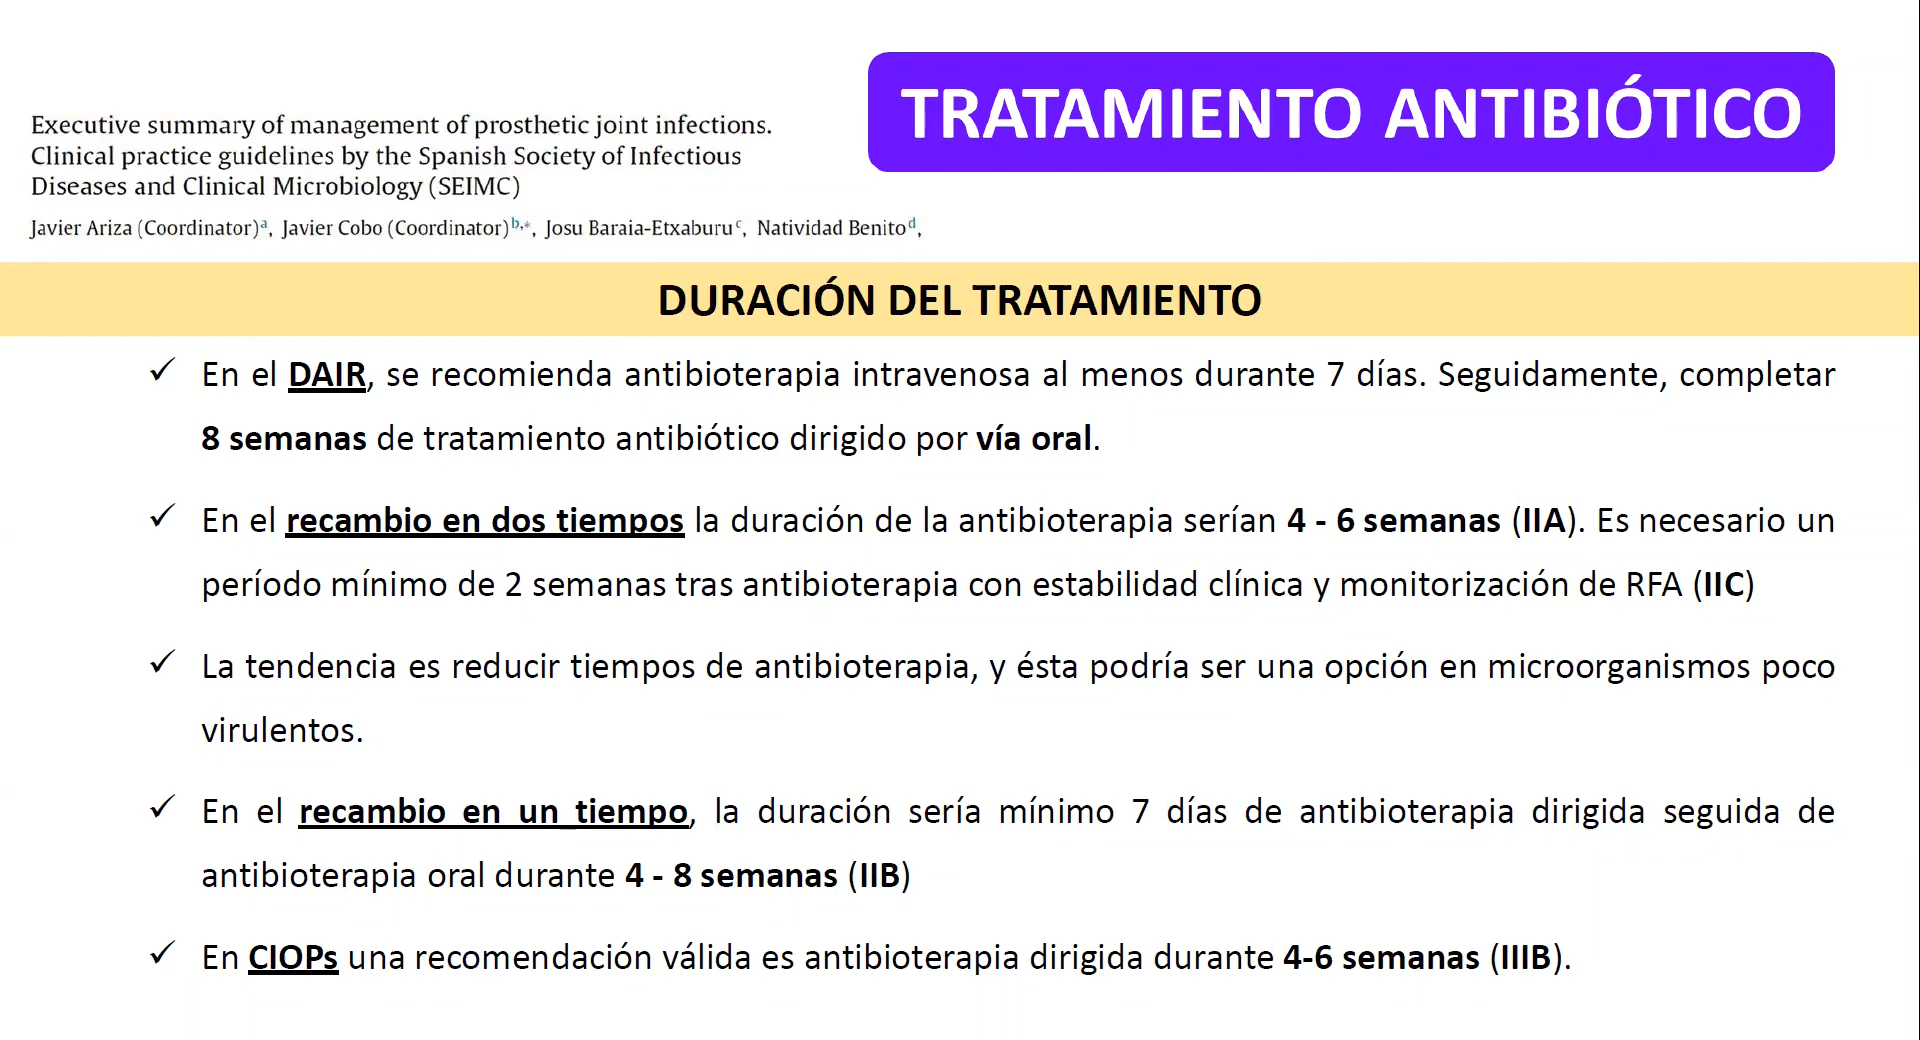 TRATAMIENTO ANTIBIÓTICO
Executive summary of management of prosthetic joint infections.
Clinical practice guidelines by the Spanish Society of Infectious
Diseases and Clinical Microbiology (SEIMC)
Javier Ariza (Coordinator)a, Javier Cobo (Coordinator)b,*, Josu Baraia-Etxaburu c, Natividad Benito d,
DURACIÓN DEL TRATAMIENTO
✓ En el DAIR, se recomienda antibioterapia intravenosa al menos durante 7 días. Seguidamente, completar
8 semanas de tratamiento antibiótico dirigido por vía oral.
✓ En el recambio en dos tiempos la duración de la antibioterapia serían 4 - 6 semanas (IIA). Es necesario un
período mínimo de 2 semanas tras antibioterapia con estabilidad clínica y monitorización de RFA (IIC)
✓ La tendencia es reducir tiempos de antibioterapia, y ésta podría ser una opción en microorganismos poco
virulentos.
✓ En el recambio en un tiempo, la duración sería mínimo 7 días de antibioterapia dirigida seguida de
antibioterapia oral durante 4 - 8 semanas (IIB)
✓ En CIOPs una recomendación válida es antibioterapia dirigida durante 4-6 semanas (IIIB).